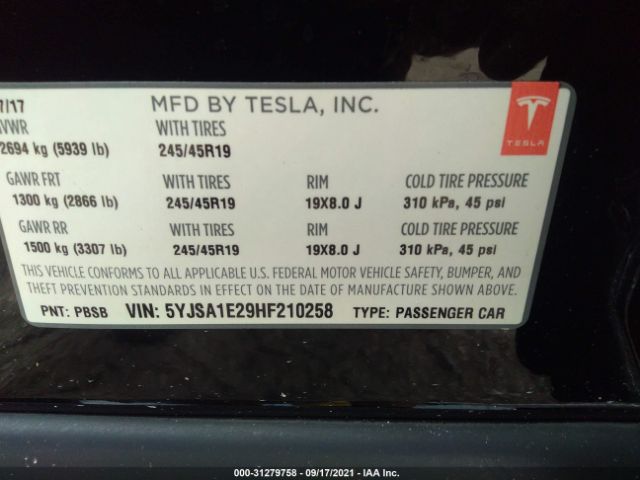 7/17 MFD BY TESLA, INC.
VWR WITH TIRES TESLA
2694 kg (5939 lb) 245/45R19
GAWR FRT WITH TIRES RIM COLD TIRE PRESSURE
1300 kg (2866 lb) 245/45R19 19X8.0 J 310 kPa, 45 psi
GAWR RR WITH TIRES RIM COLD TIRE PRESSURE
1500 kg (3307 lb) 245/45R19 19X8.0 J 310 kPa, 45 psi
THIS VEHICLE CONFORMS TO ALL APPLICABLE U.S. FEDERAL MOTOR VEHICLE SAFETY, BUMPER, AND
THEFT PREVENTION STANDARDS IN EFFECT ON THE DATE OF MANUFACTURE SHOWN ABOVE.
PNT: PBSB VIN: 5YJSA1E29HF210258 TYPE: PASSENGER CAR
000-31279758 - 09/17/2021 - IAA Inc.